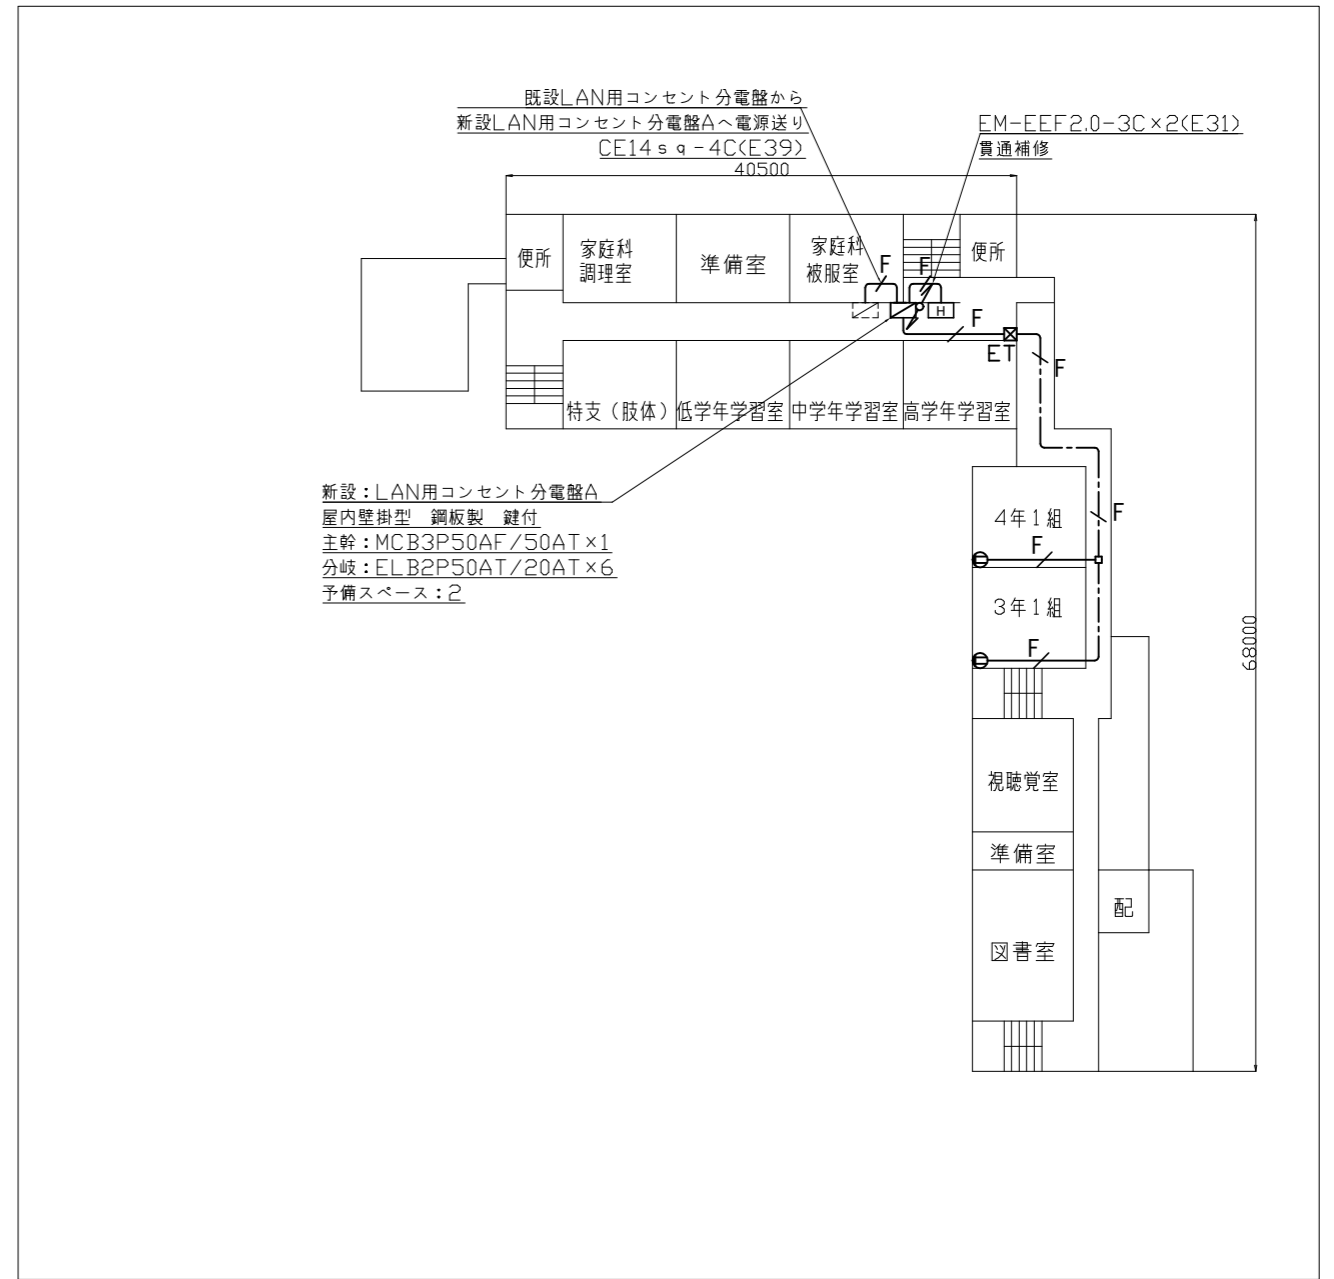 既設LAN用コンセント分電盤から
新設LAN用コンセント分電盤Aへ電源送り
CE14sq-4C(E39)
EM-EEF2.0-3C×2(E31)
貫通補修
40500
便所
家庭科
調理室
準備室
家庭科
被服室
便所
F
F
H
F
ET
F
特支(肢体)
低学年学習室
中学年学習室
高学年学習室
新設:LAN用コンセント分電盤A
屋内壁掛型 鋼板製 鍵付
主幹:MCB3P50AF/50AT×1
分岐:ELB2P50AT/20AT×6
予備スペース:2
4年1組
F
F
3年1組
F
68000
視聴覚室
準備室
配
図書室